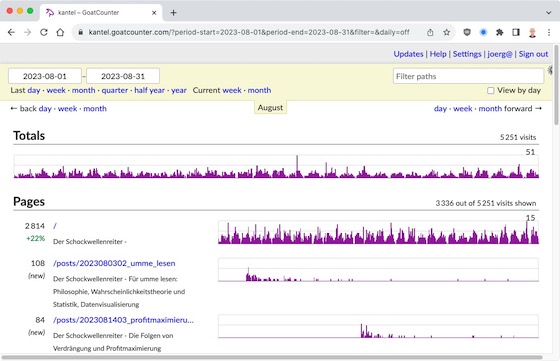 kantel – GoatCounter
kantel.goatcounter.com/?period-start=2023-08-01&period-end=2023-08-31&filter=&daily=off
Updates | Help | Settings | joerg@ | Sign out
2023-08-01 – 2023-08-31 Filter paths
Last day · week · month · quarter · half year · year Current week · month View by day
← back day · week · month August day · week · month forward →
Totals 5 251 visits
51
Pages 3 336 out of 5 251 visits shown
2 814 / 15
+22% Der Schockwellenreiter -
108 /posts/2023080302_umme_lesen
(new) Der Schockwellenreiter - Für umme lesen:
Philosophie, Wahrscheinlichkeitstheorie und
Statistik, Datenvisualisierung
84 /posts/2023081403_profitmaximieru…
(new) Der Schockwellenreiter - Die Folgen von
Verdrängung und Profitmaximierung